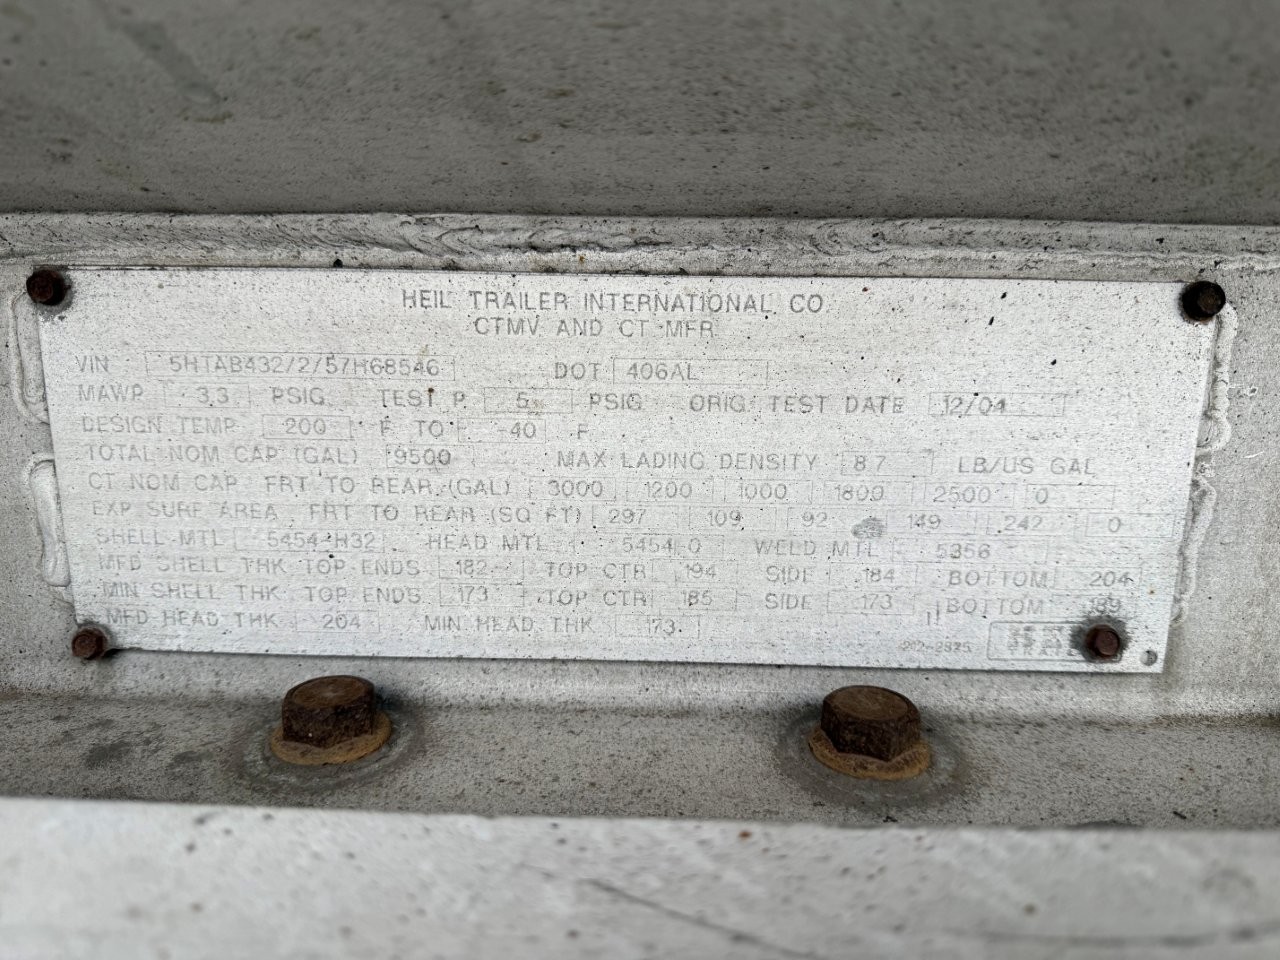 HEIL TRAILER INTERNATIONAL CO.
CTMV AND CT MFR
VIN 5HTAB432/2/57H68546 DOT 406AL
MAWP 3.3 PSIG TEST P 5 PSIG ORIG TEST DATE 12/04
DESIGN TEMP 200 F TO -40 F
TOTAL NOM CAP (GAL) 9500 MAX LADING DENSITY 8.7 LB/US GAL
CT NOM CAP FRT TO REAR (GAL) 3000 1200 1000 1800 2500 0
EXP SURF AREA FRT TO REAR (SQ FT) 297 109 92 149 242 0
SHELL MTL 5454-H32 HEAD MTL 5454 0 WELD MTL 5356
MFD SHELL THK TOP ENDS .182 TOP CTR .194 SIDE .184 BOTTOM .204
MIN SHELL THK TOP ENDS .173 TOP CTR .185 SIDE .173 BOTTOM .189
MFD HEAD THK .204 MIN HEAD THK .173